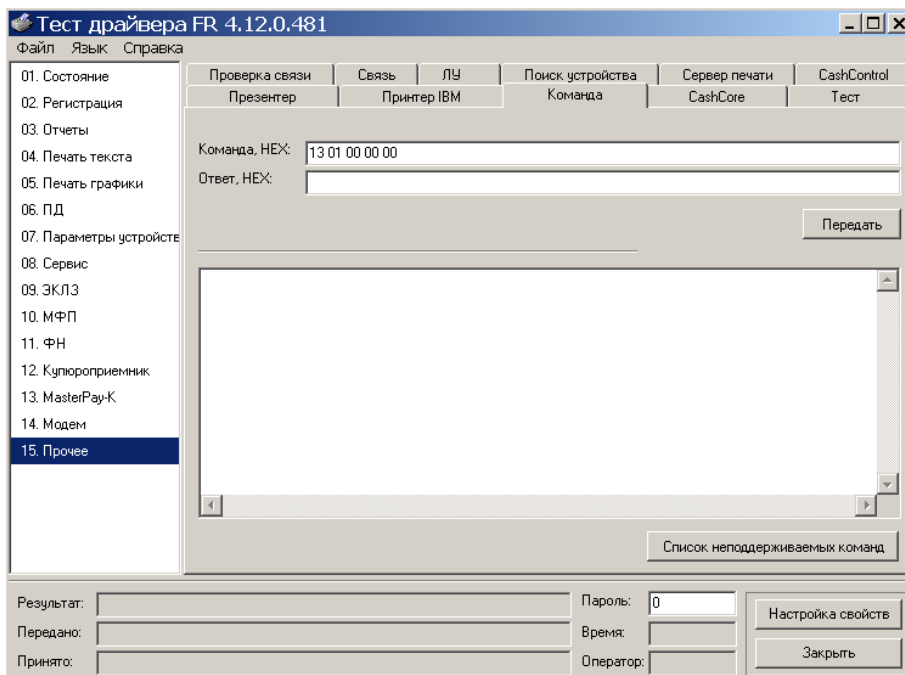 Тест драйвера FR 4.12.0.481
Файл Язык Справка
01. Состояние
02. Регистрация
03. Отчеты
04. Печать текста
05. Печать графики
06. ПД
07. Параметры устройств
08. Сервис
09. ЭКЛЗ
10. МФП
11. ФН
12. Купюроприемник
13. MasterPay-K
14. Модем
15. Прочее
Проверка связи Связь ЛУ Поиск устройства Сервер печати CashControl
Презентер Принтер IBM Команда CashCore Тест
Команда, HEX: 13 01 00 00 00
Ответ, HEX:
Передать
Список неподдерживаемых команд
Результат:
Передано:
Принято:
Пароль: 0
Время:
Оператор:
Настройка свойств
Закрыть